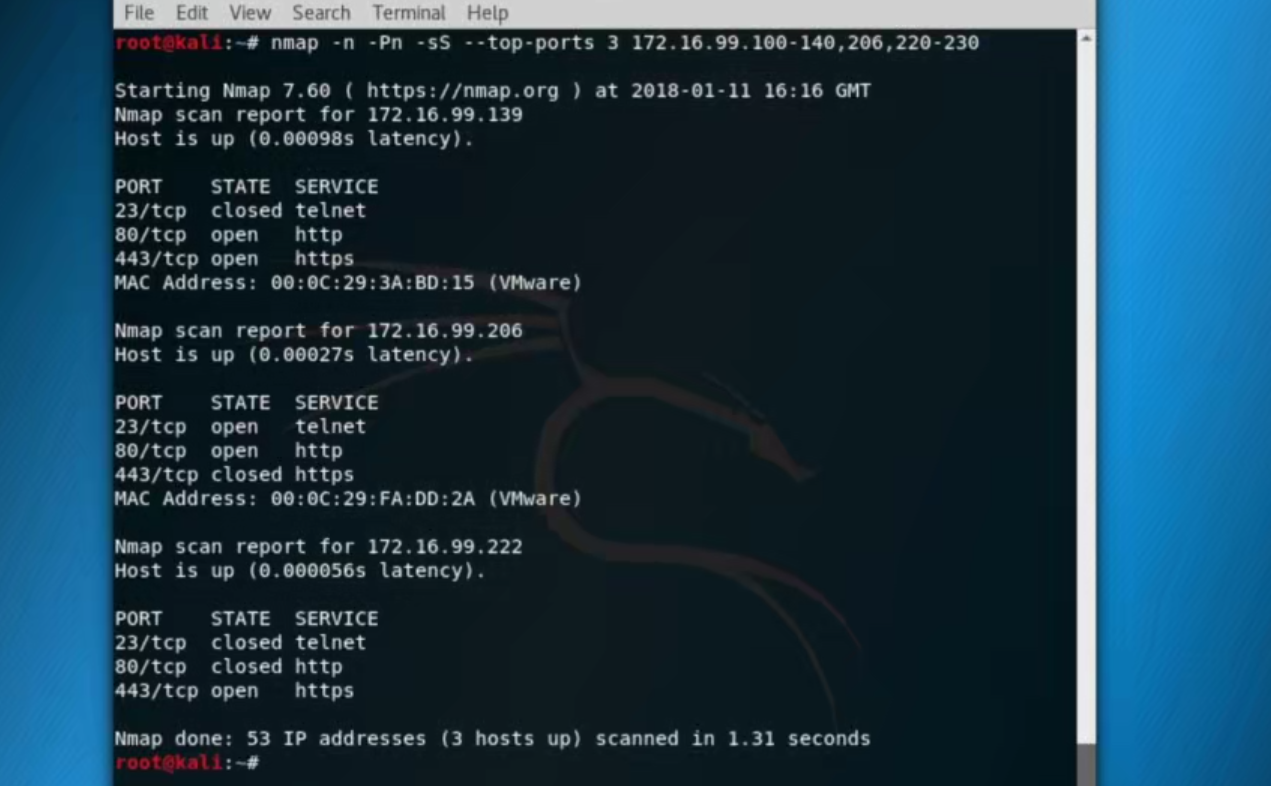 File Edit View Search Terminal Help
root@kali:~# nmap -n -Pn -sS --top-ports 3 172.16.99.100-140,206,220-230
Starting Nmap 7.60 ( https://nmap.org ) at 2018-01-11 16:16 GMT
Nmap scan report for 172.16.99.139
Host is up (0.00098s latency).
PORT    STATE  SERVICE
23/tcp  closed telnet
80/tcp  open   http
443/tcp open   https
MAC Address: 00:0C:29:3A:BD:15 (VMware)
Nmap scan report for 172.16.99.206
Host is up (0.00027s latency).
PORT    STATE  SERVICE
23/tcp  open   telnet
80/tcp  open   http
443/tcp closed https
MAC Address: 00:0C:29:FA:DD:2A (VMware)
Nmap scan report for 172.16.99.222
Host is up (0.000056s latency).
PORT    STATE  SERVICE
23/tcp  closed telnet
80/tcp  closed http
443/tcp open   https
Nmap done: 53 IP addresses (3 hosts up) scanned in 1.31 seconds
root@kali:~#